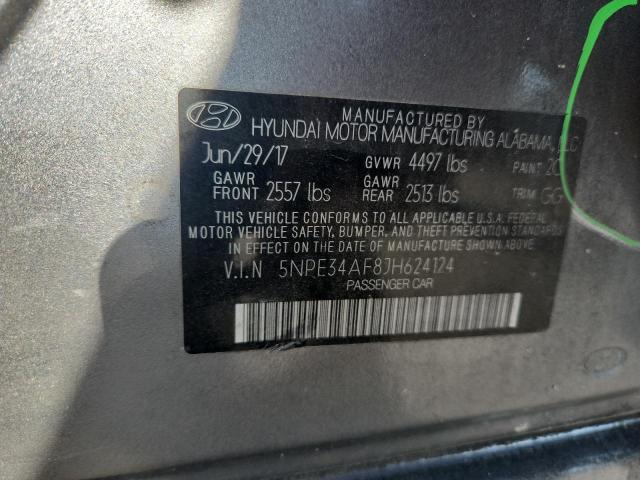 MANUFACTURED BY
HYUNDAI MOTOR MANUFACTURING ALABAMA, LLC
Jun/29/17 GVWR 4497 lbs PAINT
GAWR FRONT 2557 lbs GAWR REAR 2513 lbs TRIM GG
THIS VEHICLE CONFORMS TO ALL APPLICABLE U.S.A. FEDERAL
MOTOR VEHICLE SAFETY, BUMPER, AND THEFT PREVENTION STANDARDS
IN EFFECT ON THE DATE OF MANUFACTURE SHOWN ABOVE.
V.I.N 5NPE34AF8JH624124
PASSENGER CAR